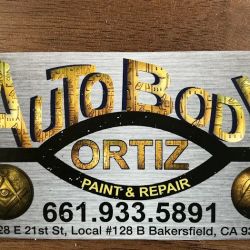 AUTO BODY
ORTIZ
PAINT & REPAIR
661.933.5891
28 E 21st St, Local #128 B Bakersfield, CA 9